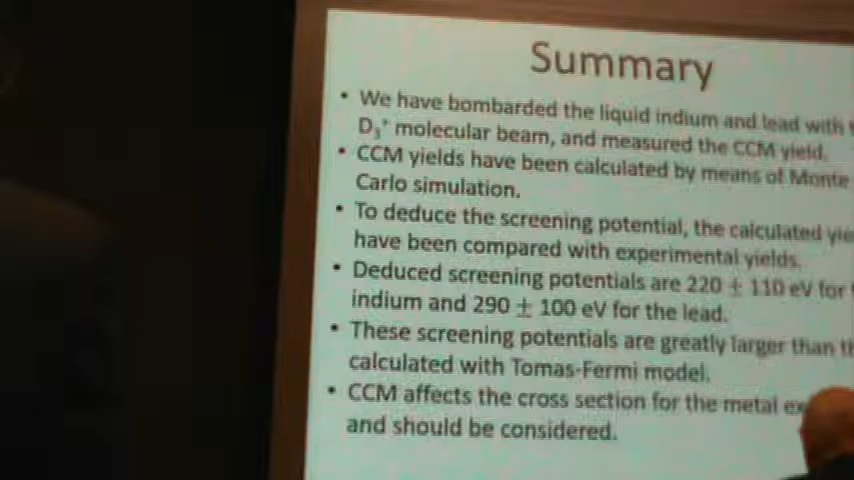 Summary
• We have bombarded the liquid indium and lead with
D₃⁺ molecular beam, and measured the CCM yield.
• CCM yields have been calculated by means of Monte
Carlo simulation.
• To deduce the screening potential, the calculated
have been compared with experimental yields.
• Deduced screening potentials are 220 ± 110 eV for
indium and 290 ± 100 eV for the lead.
• These screening potentials are greatly larger than
calculated with Tomas-Fermi model.
• CCM affects the cross section for the metal
and should be considered.